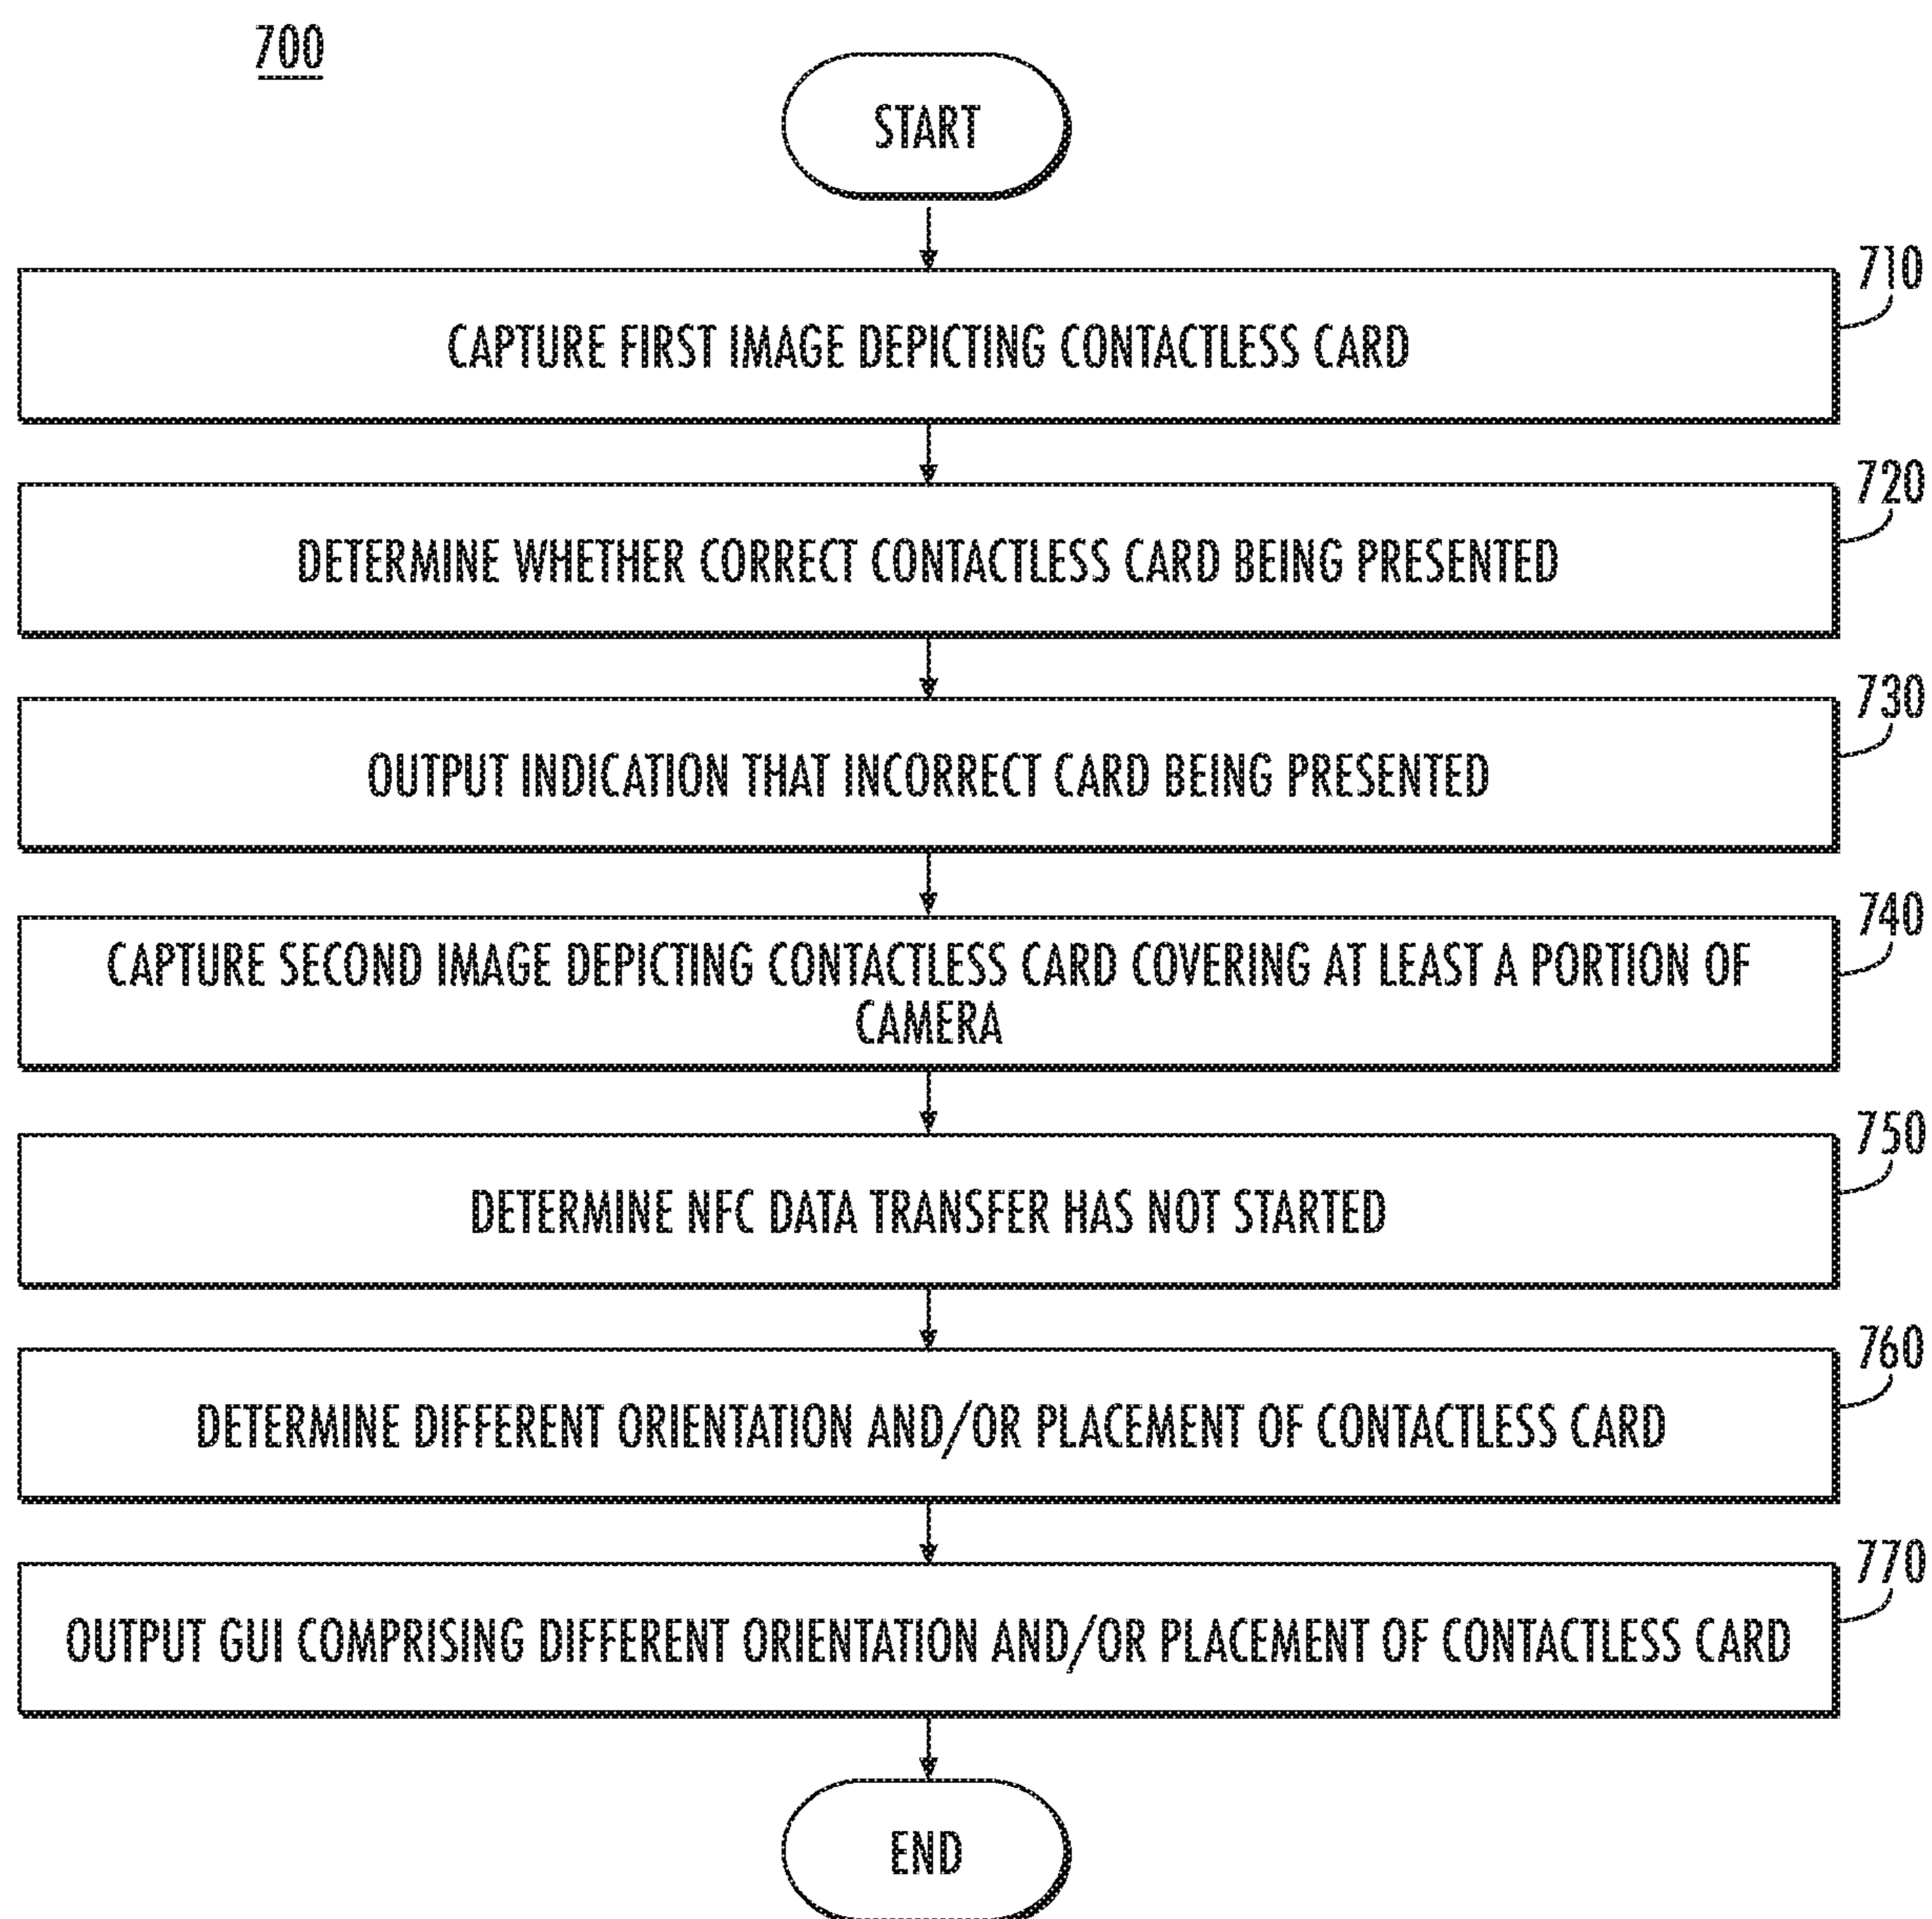 700
START
710
CAPTURE FIRST IMAGE DEPICTING CONTACTLESS CARD
720
DETERMINE WHETHER CORRECT CONTACTLESS CARD BEING PRESENTED
730
OUTPUT INDICATION THAT INCORRECT CARD BEING PRESENTED
740
CAPTURE SECOND IMAGE DEPICTING CONTACTLESS CARD COVERING AT LEAST A PORTION OF
CAMERA
750
DETERMINE NFC DATA TRANSFER HAS NOT STARTED
760
DETERMINE DIFFERENT ORIENTATION AND/OR PLACEMENT OF CONTACTLESS CARD
770
OUTPUT GUI COMPRISING DIFFERENT ORIENTATION AND/OR PLACEMENT OF CONTACTLESS CARD
END